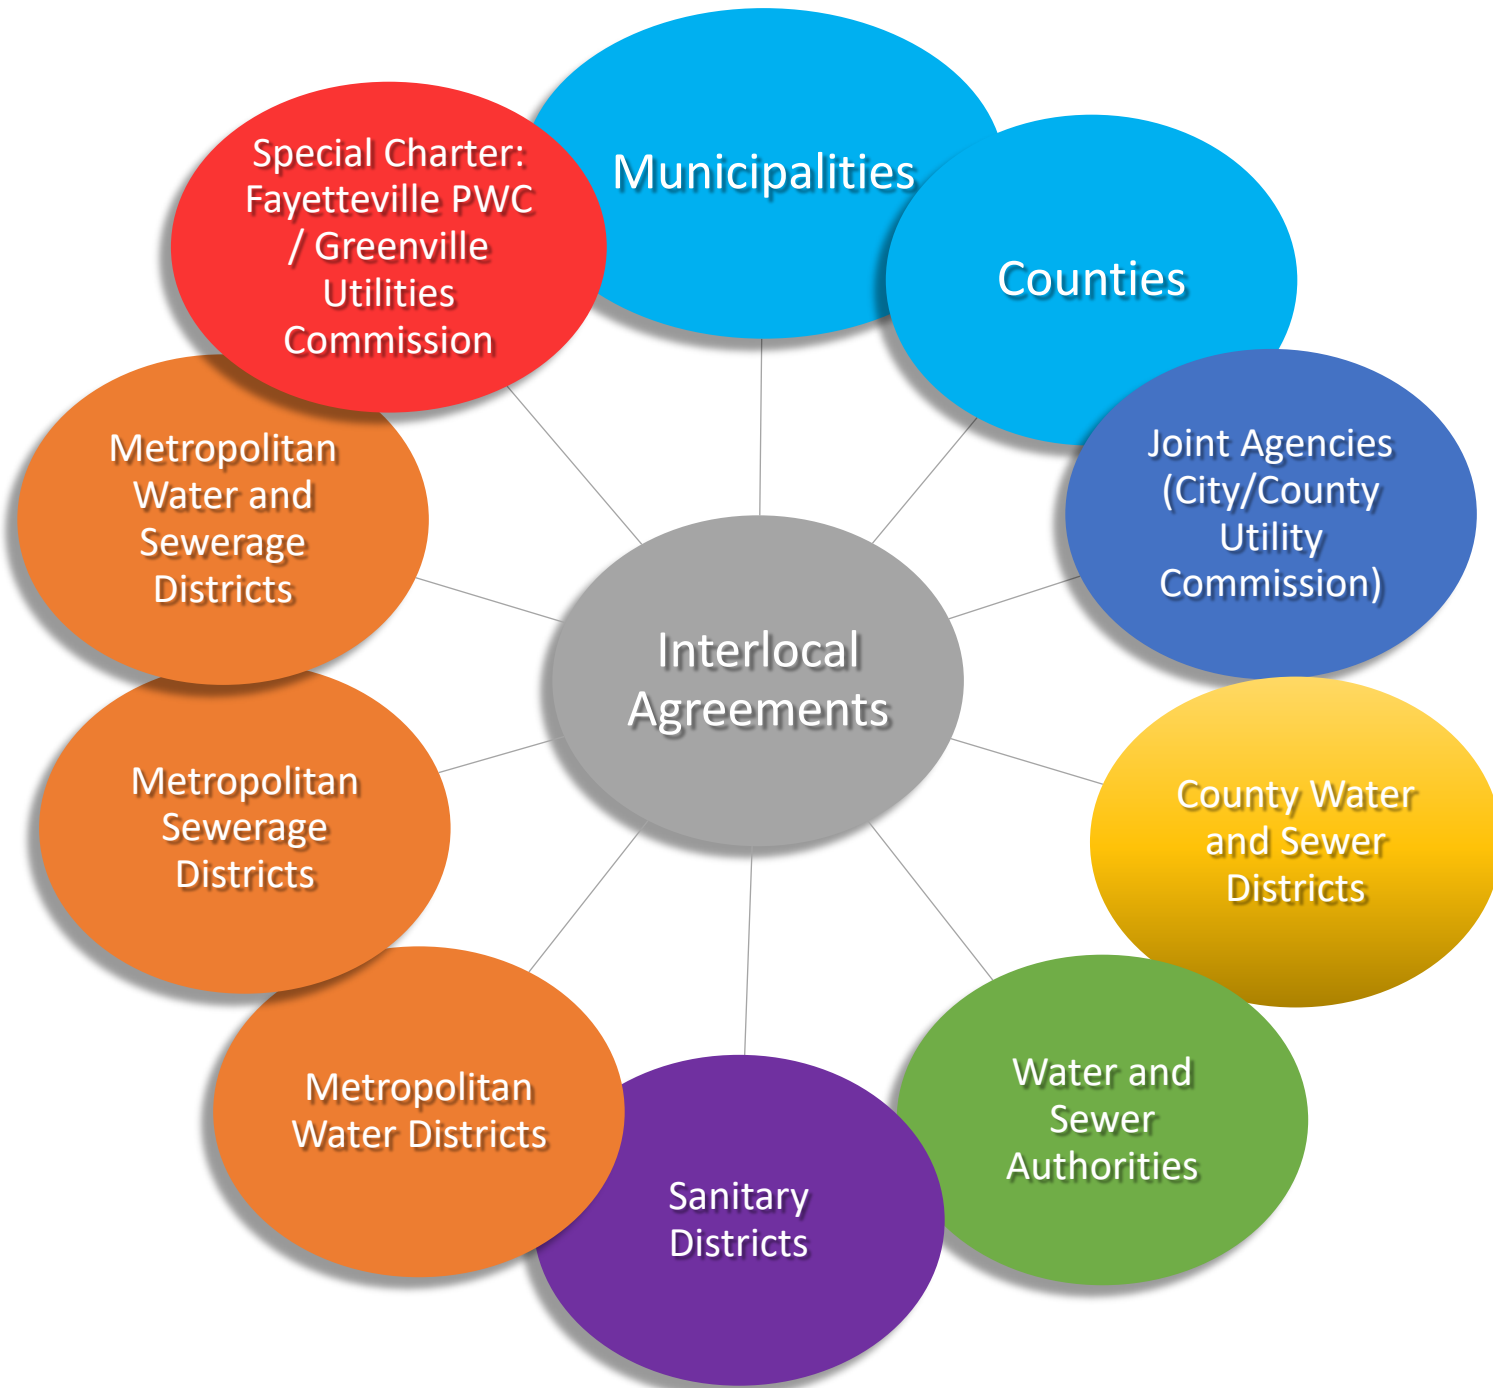 Municipalities
Counties
Joint Agencies
(City/County
Utility
Commission)
County Water
and Sewer
Districts
Water and
Sewer
Authorities
Sanitary
Districts
Metropolitan
Water Districts
Metropolitan
Sewerage
Districts
Metropolitan
Water and
Sewerage
Districts
Special Charter:
Fayetteville PWC
/ Greenville
Utilities
Commission
Interlocal
Agreements